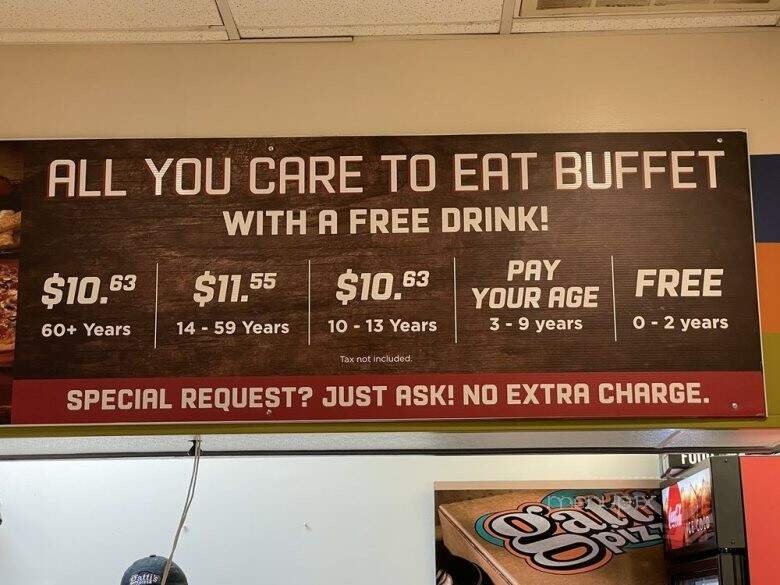 ALL YOU CARE TO EAT BUFFET
WITH A FREE DRINK!
$10.63
60+ Years
$11.55
14 - 59 Years
$10.63
10 - 13 Years
PAY
YOUR AGE
3 - 9 years
FREE
0 - 2 years
Tax not included.
SPECIAL REQUEST? JUST ASK! NO EXTRA CHARGE.